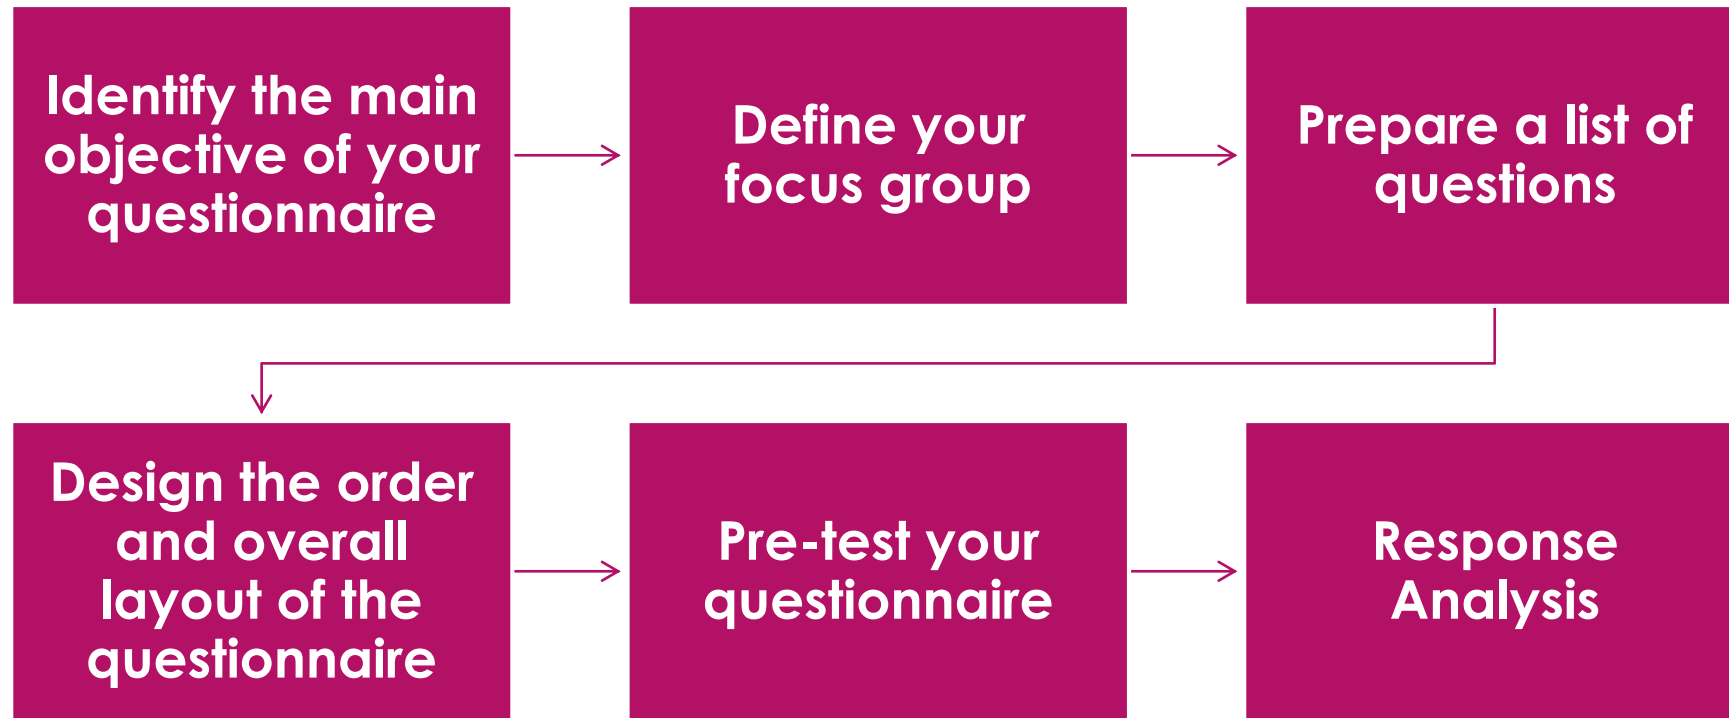 Identify the main
objective of your
questionnaire
Define your
focus group
Prepare a list of
questions
Design the order
and overall
layout of the
questionnaire
Pre-test your
questionnaire
Response
Analysis